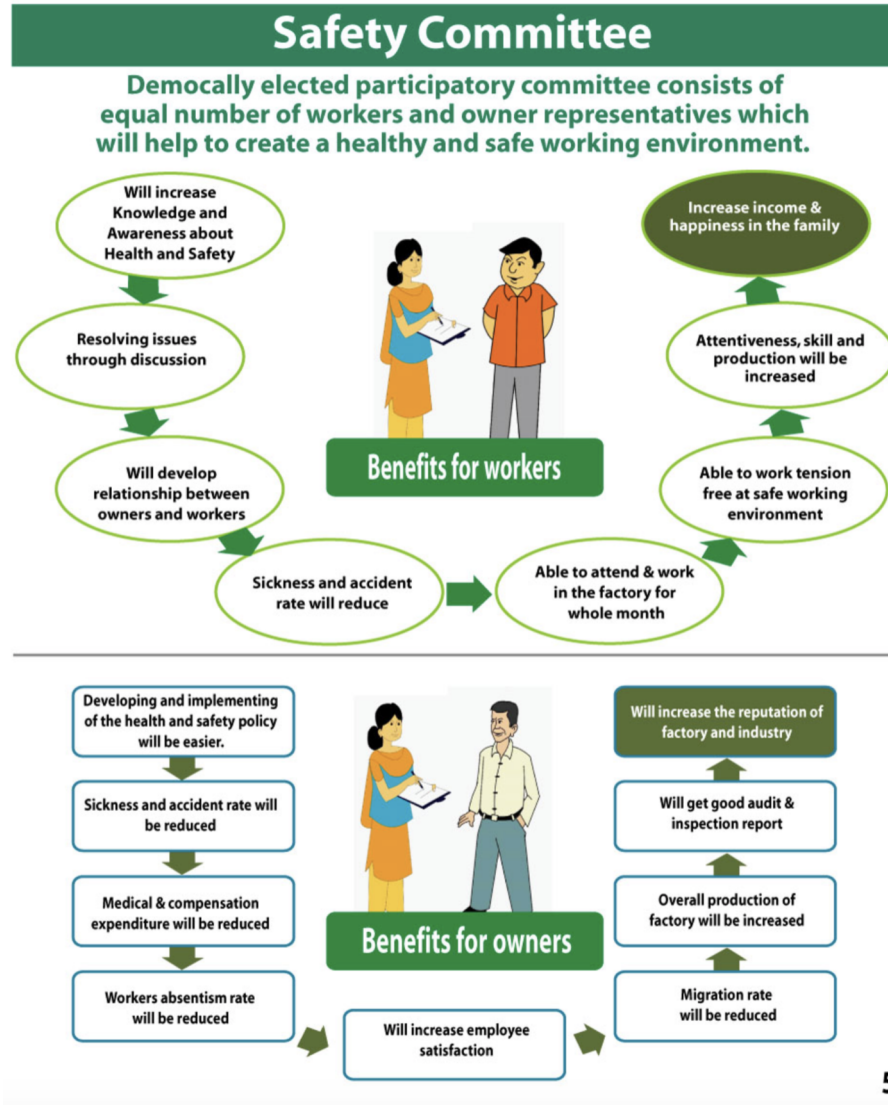 Safety Committee
Democally elected participatory committee consists of
equal number of workers and owner representatives which
will help to create a healthy and safe working environment.
Will increase
Knowledge and
Awareness about
Health and Safety
Resolving issues
through discussion
Will develop
relationship between
owners and workers
Sickness and accident
rate will reduce
Able to attend & work
in the factory for
whole month
Able to work tension
free at safe working
environment
Attentiveness, skill and
production will be
increased
Increase income &
happiness in the family
Benefits for workers
Developing and implementing
of the health and safety policy
will be easier.
Sickness and accident rate will
be reduced
Medical & compensation
expenditure will be reduced
Workers absentism rate
will be reduced
Will increase employee
satisfaction
Migration rate
will be reduced
Overall production of
factory will be increased
Will get good audit &
inspection report
Will increase the reputation of
factory and industry
Benefits for owners
5